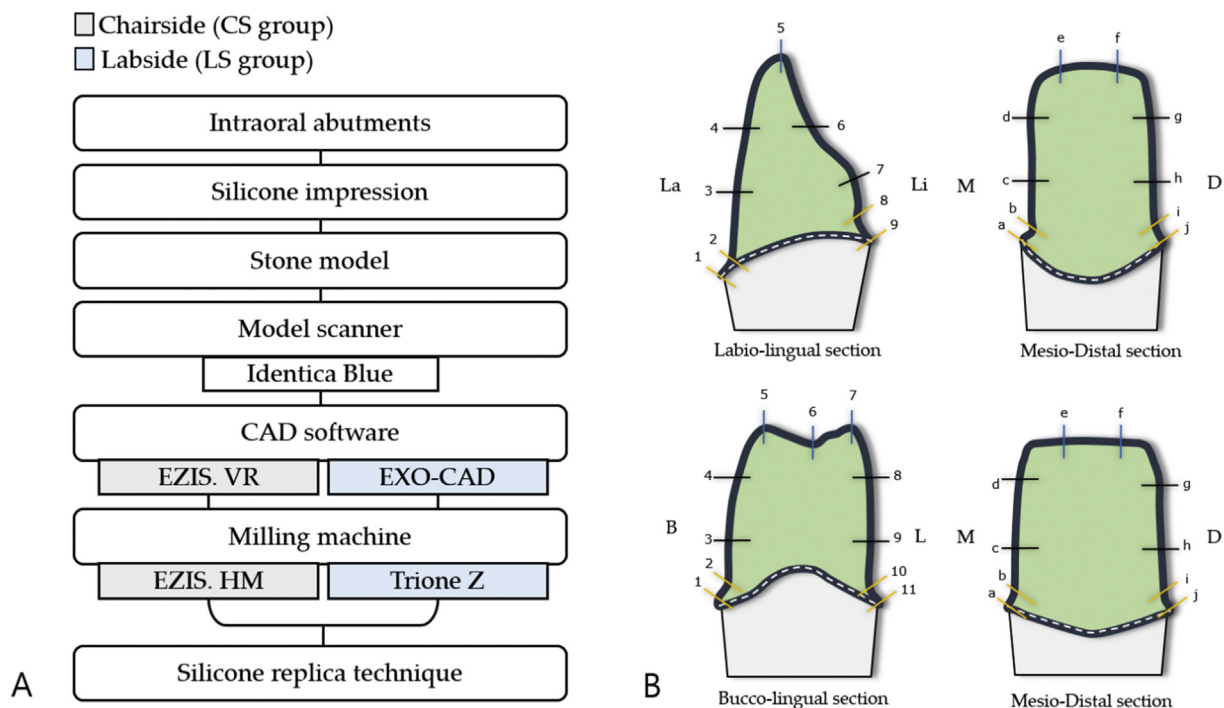 Chairside (CS group)
Labside (LS group)
Intraoral abutments
Silicone impression
Stone model
Model scanner
Identica Blue
CAD software
EZIS. VR EXO-CAD
Milling machine
EZIS. HM Trione Z
Silicone replica technique
A
5
4 6
3 7
La Li
8
2 9
1
Labio-lingual section
e f
d g
c h
M D
b i
a j
Mesio-Distal section
5 6 7
4 8
B L
3 9
2 10
1 11
Bucco-lingual section
e f
d g
M D
c h
b i
a j
Mesio-Distal section
B